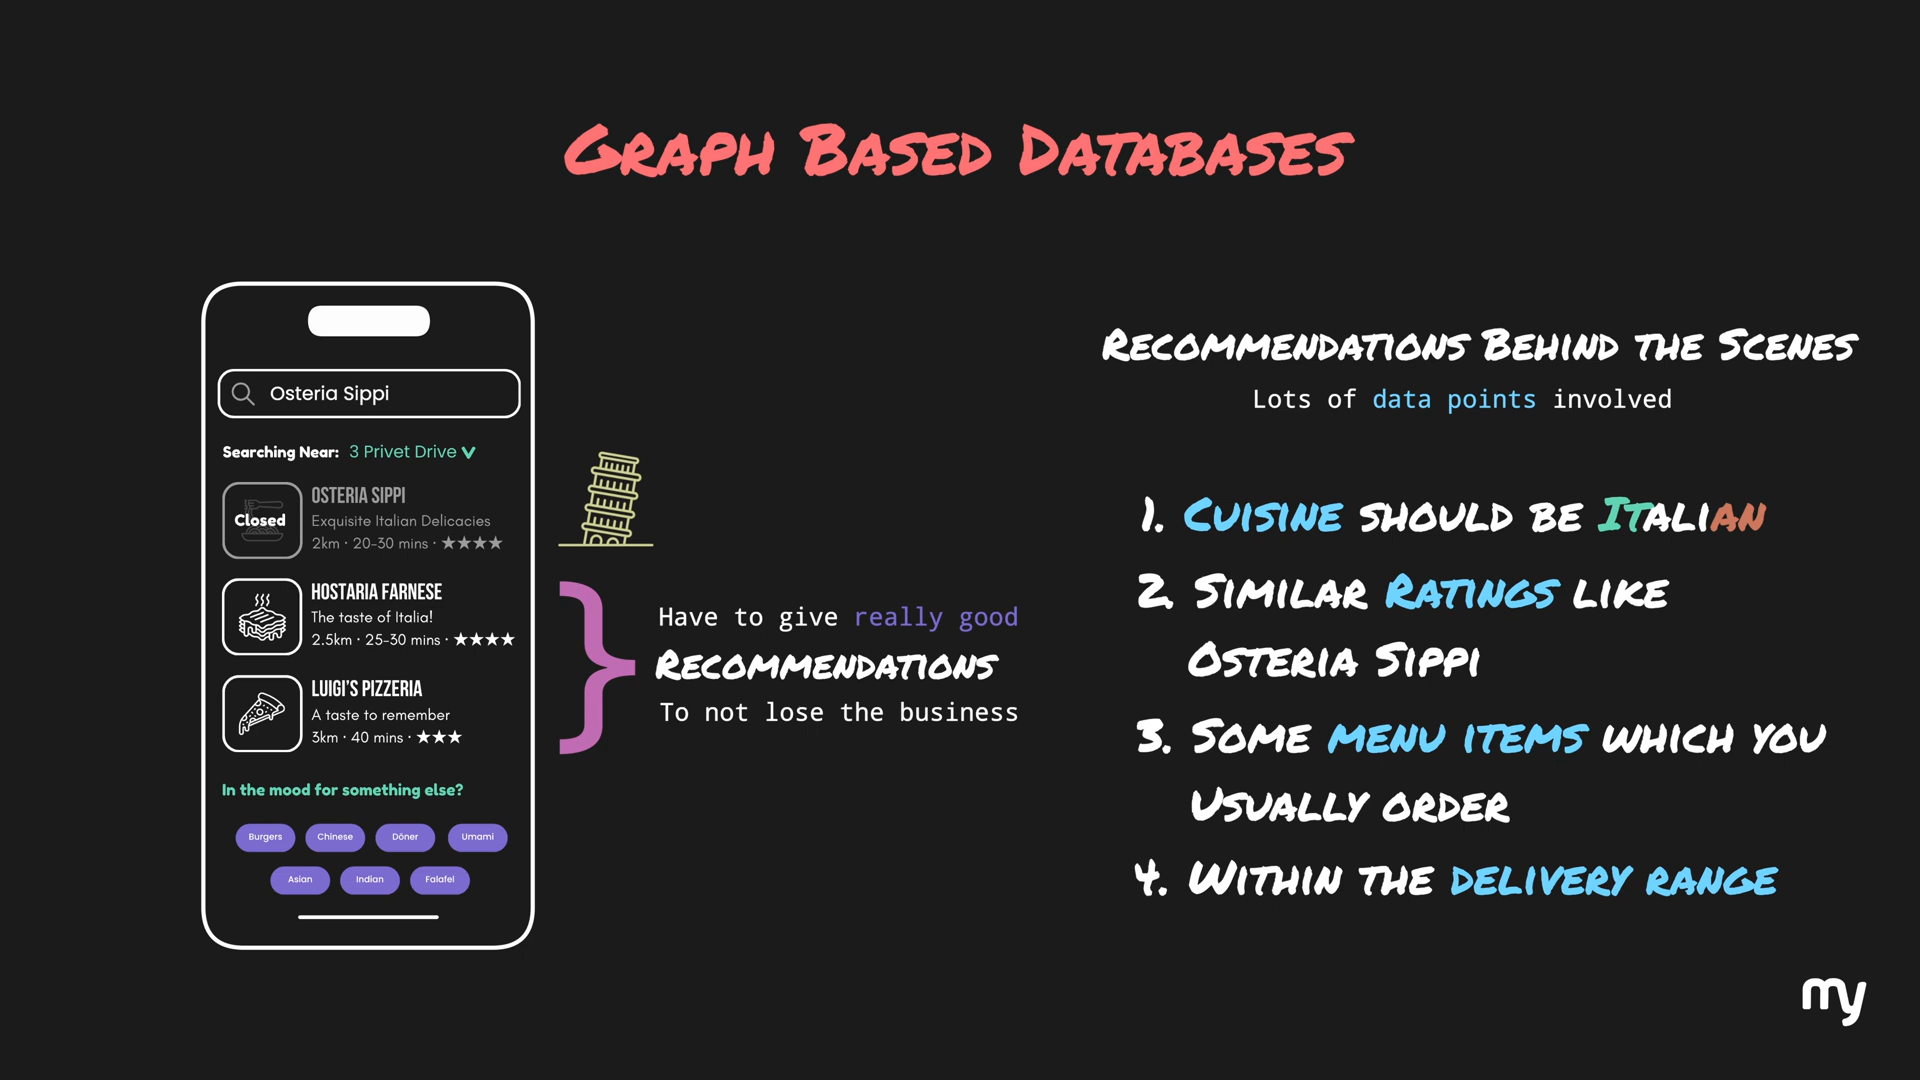 Graph Based Databases
Osteria Sippi
Searching Near: 3 Privet Drive
Closed
OSTERIA SIPPI
Exquisite Italian Delicacies
2km · 20-30 mins · ★★★★
HOSTARIA FARNESE
The taste of Italia!
2.5km · 25-30 mins · ★★★★
LUIGI'S PIZZERIA
A taste to remember
3km · 40 mins · ★★★
In the mood for something else?
Burgers Chinese Döner Umami
Asian Indian Falafel
Have to give really good
Recommendations
To not lose the business
Recommendations Behind the Scenes
Lots of data points involved
1. Cuisine should be Italian
2. Similar Ratings like
Osteria Sippi
3. Some menu items which you
Usually order
4. Within the delivery range
my